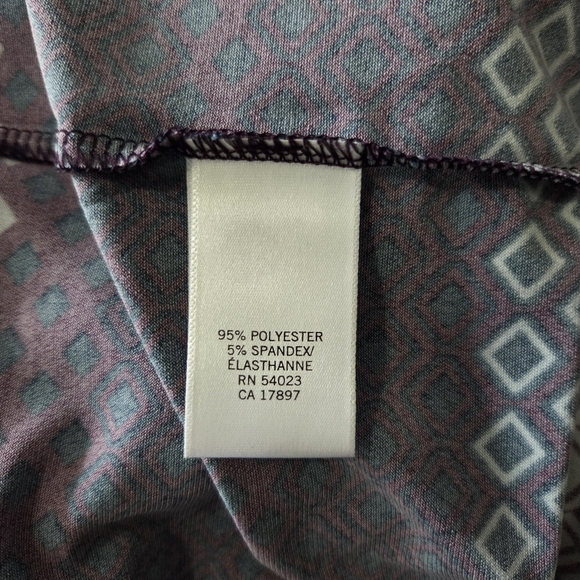 95% POLYESTER
5% SPANDEX/
ÉLASTHANNE
RN 54023
CA 17897